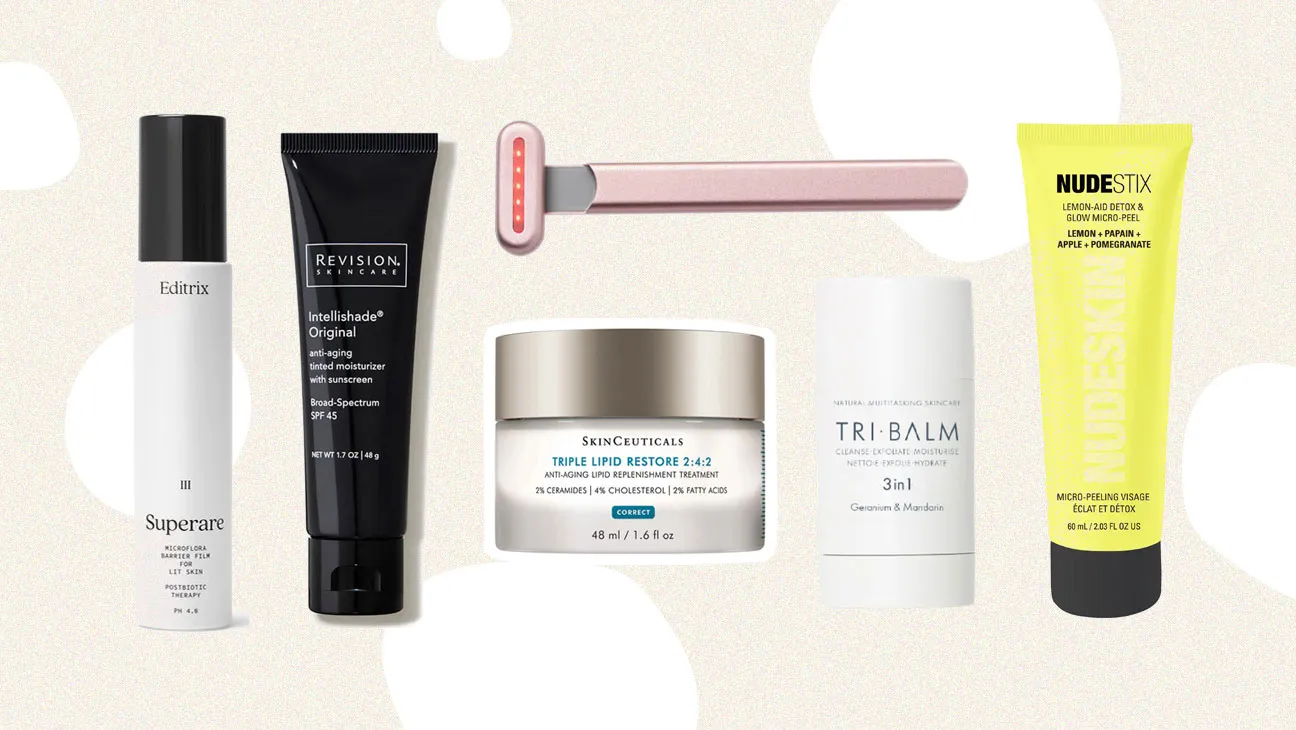 Editrix
III
Superare
MICROFLORA
BARRIER FILM
FOR
LIT SKIN
POSTBIOTIC
THERAPY
PH 4.6
REVISION.
SKINCARE
Intellishade®
Original
anti-aging
tinted moisturizer
with sunscreen
Broad-Spectrum
SPF 45
NET WT 1.7 OZ | 48 g
SKINCEUTICALS
TRIPLE LIPID RESTORE 2:4:2
ANTI-AGING LIPID REPLENISHMENT TREATMENT
2% CERAMIDES | 4% CHOLESTEROL | 2% FATTY ACIDS
CORRECT
48 ml / 1.6 fl oz
NATURAL MULTITASKING SKINCARE
TRI·BALM
CLEANSE·EXFOLIATE·MOISTURISE
NETTOIE·EXFOLIE·HYDRATE
3in1
Geranium & Mandarin
NUDESTIX
LEMON-AID DETOX &
GLOW MICRO-PEEL
LEMON + PAPAIN +
APPLE + POMEGRANATE
NUDESKIN
MICRO-PEELING VISAGE
ÉCLAT ET DÉTOX
60 mL / 2.03 FL OZ US